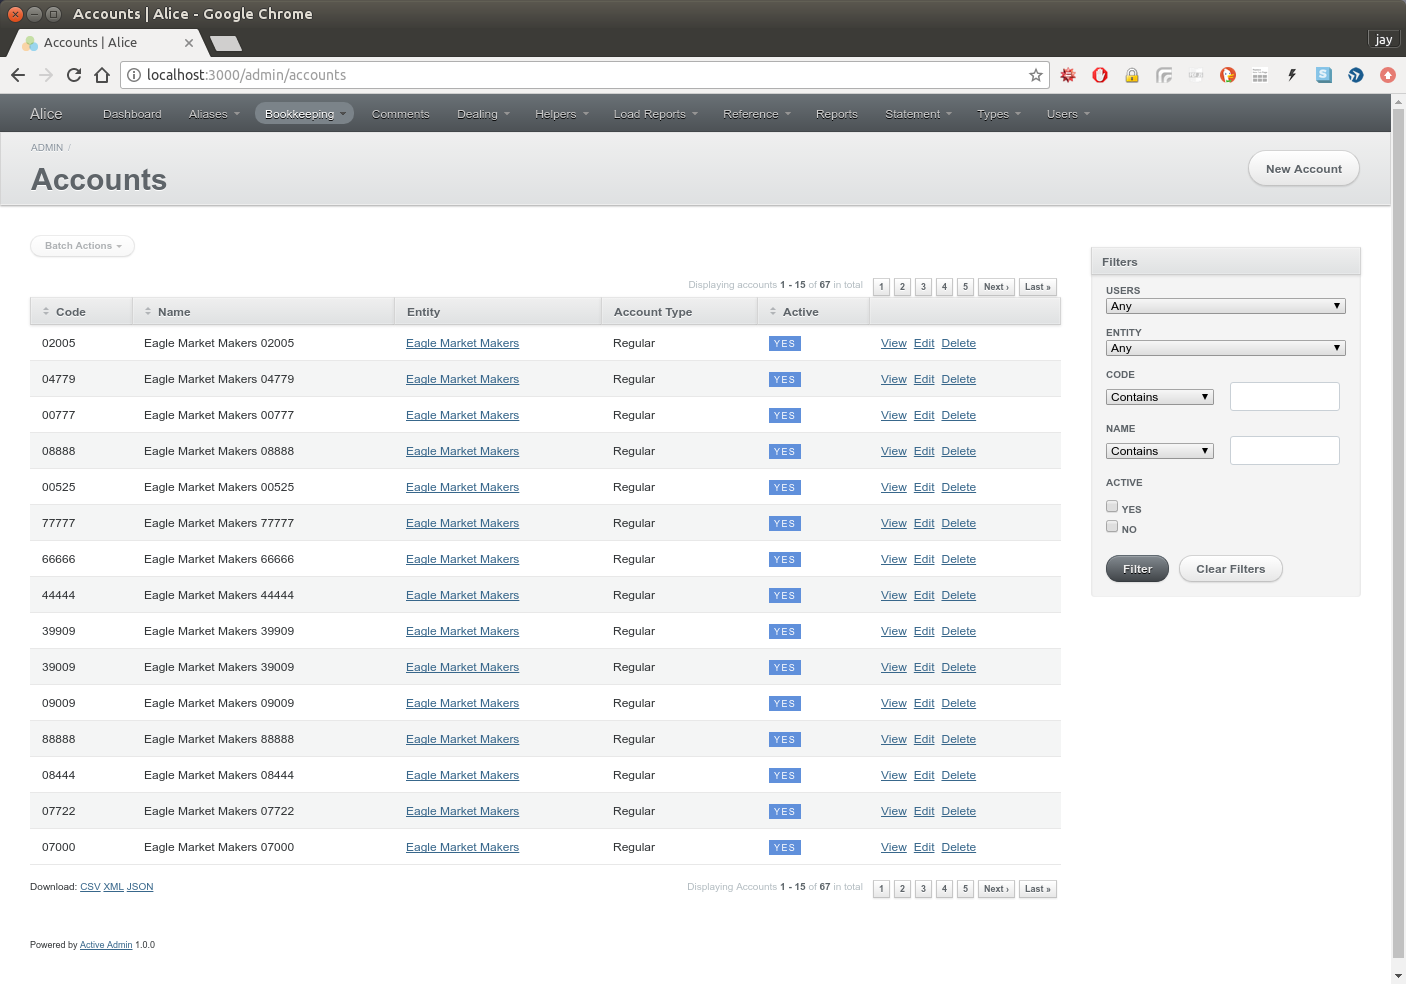 Accounts | Alice - Google Chrome
Accounts | Alice
jay
localhost:3000/admin/accounts
Alice Dashboard Aliases Bookkeeping Comments Dealing Helpers Load Reports Reference Reports Statement Types Users
ADMIN /
Accounts
New Account
Batch Actions
Displaying accounts 1 - 15 of 67 in total 1 2 3 4 5 Next › Last »
Code Name Entity Account Type Active
02005 Eagle Market Makers 02005 Eagle Market Makers Regular YES View Edit Delete
04779 Eagle Market Makers 04779 Eagle Market Makers Regular YES View Edit Delete
00777 Eagle Market Makers 00777 Eagle Market Makers Regular YES View Edit Delete
08888 Eagle Market Makers 08888 Eagle Market Makers Regular YES View Edit Delete
00525 Eagle Market Makers 00525 Eagle Market Makers Regular YES View Edit Delete
77777 Eagle Market Makers 77777 Eagle Market Makers Regular YES View Edit Delete
66666 Eagle Market Makers 66666 Eagle Market Makers Regular YES View Edit Delete
44444 Eagle Market Makers 44444 Eagle Market Makers Regular YES View Edit Delete
39909 Eagle Market Makers 39909 Eagle Market Makers Regular YES View Edit Delete
39009 Eagle Market Makers 39009 Eagle Market Makers Regular YES View Edit Delete
09009 Eagle Market Makers 09009 Eagle Market Makers Regular YES View Edit Delete
88888 Eagle Market Makers 88888 Eagle Market Makers Regular YES View Edit Delete
08444 Eagle Market Makers 08444 Eagle Market Makers Regular YES View Edit Delete
07722 Eagle Market Makers 07722 Eagle Market Makers Regular YES View Edit Delete
07000 Eagle Market Makers 07000 Eagle Market Makers Regular YES View Edit Delete
Download: CSV XML JSON
Displaying Accounts 1 - 15 of 67 in total 1 2 3 4 5 Next › Last »
Filters
USERS
Any
ENTITY
Any
CODE
Contains
NAME
Contains
ACTIVE
YES
NO
Filter Clear Filters
Powered by Active Admin 1.0.0